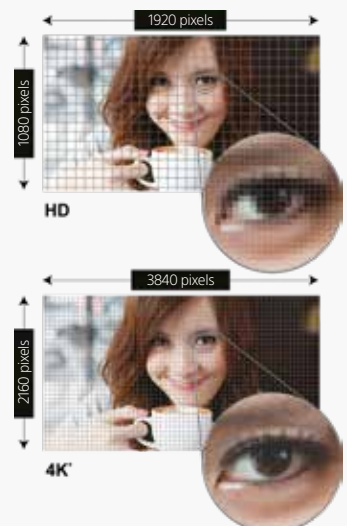 1920 pixels
1080 pixels
HD
3840 pixels
2160 pixels
4K*